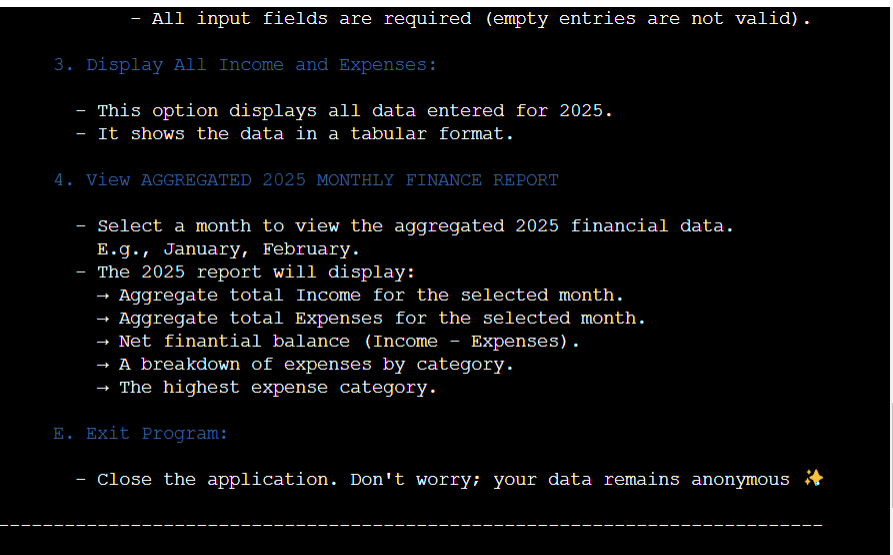 - All input fields are required (empty entries are not valid).
3. Display All Income and Expenses:
- This option displays all data entered for 2025.
- It shows the data in a tabular format.
4. View AGGREGATED 2025 MONTHLY FINANCE REPORT
- Select a month to view the aggregated 2025 financial data.
E.g., January, February.
- The 2025 report will display:
→ Aggregate total Income for the selected month.
→ Aggregate total Expenses for the selected month.
→ Net finantial balance (Income - Expenses).
→ A breakdown of expenses by category.
→ The highest expense category.
E. Exit Program:
- Close the application. Don't worry; your data remains anonymous ✨
---------------------------------------------------------------------------